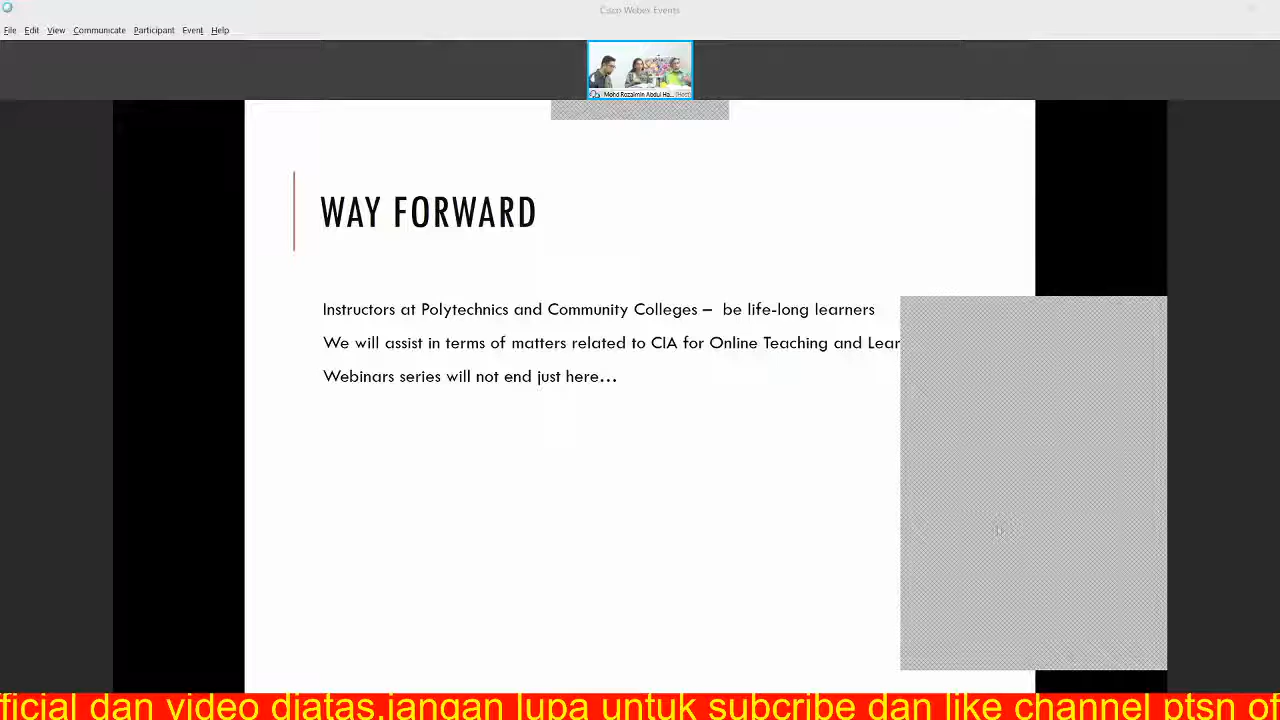 Cisco Webex Events
File Edit View Communicate Participant Event Help
Mohd Rozaimin Abdul Ha... (Host)
WAY FORWARD
Instructors at Polytechnics and Community Colleges – be life-long learners
We will assist in terms of matters related to CIA for Online Teaching and Lear
Webinars series will not end just here...
fficial dan video diatas,jangan lupa untuk subcribe dan like channel ptsn of